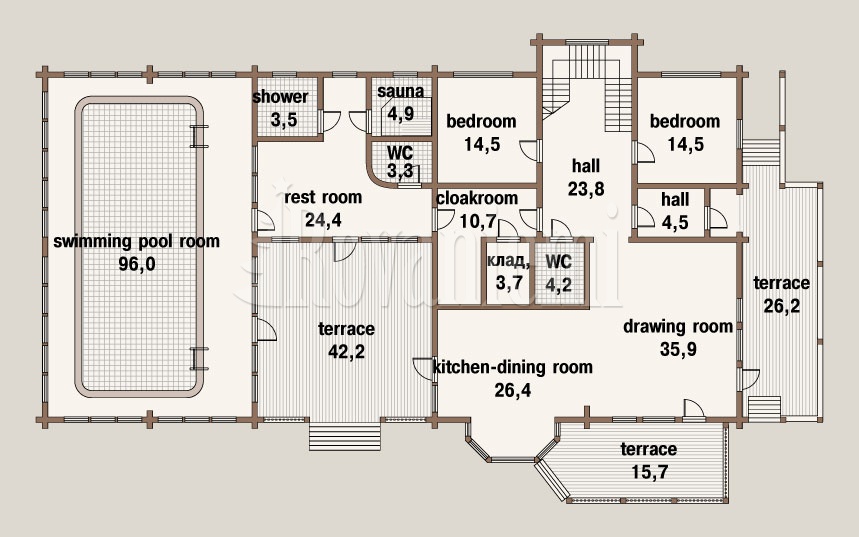 shower
3,5
sauna
4,9
bedroom
14,5
bedroom
14,5
WC
3,3
hall
23,8
rest room
24,4
cloakroom
10,7
hall
4,5
swimming pool room
96,0
клад,
3,7
WC
4,2
terrace
26,2
terrace
42,2
drawing room
35,9
kitchen-dining room
26,4
terrace
15,7
Rovaniemi